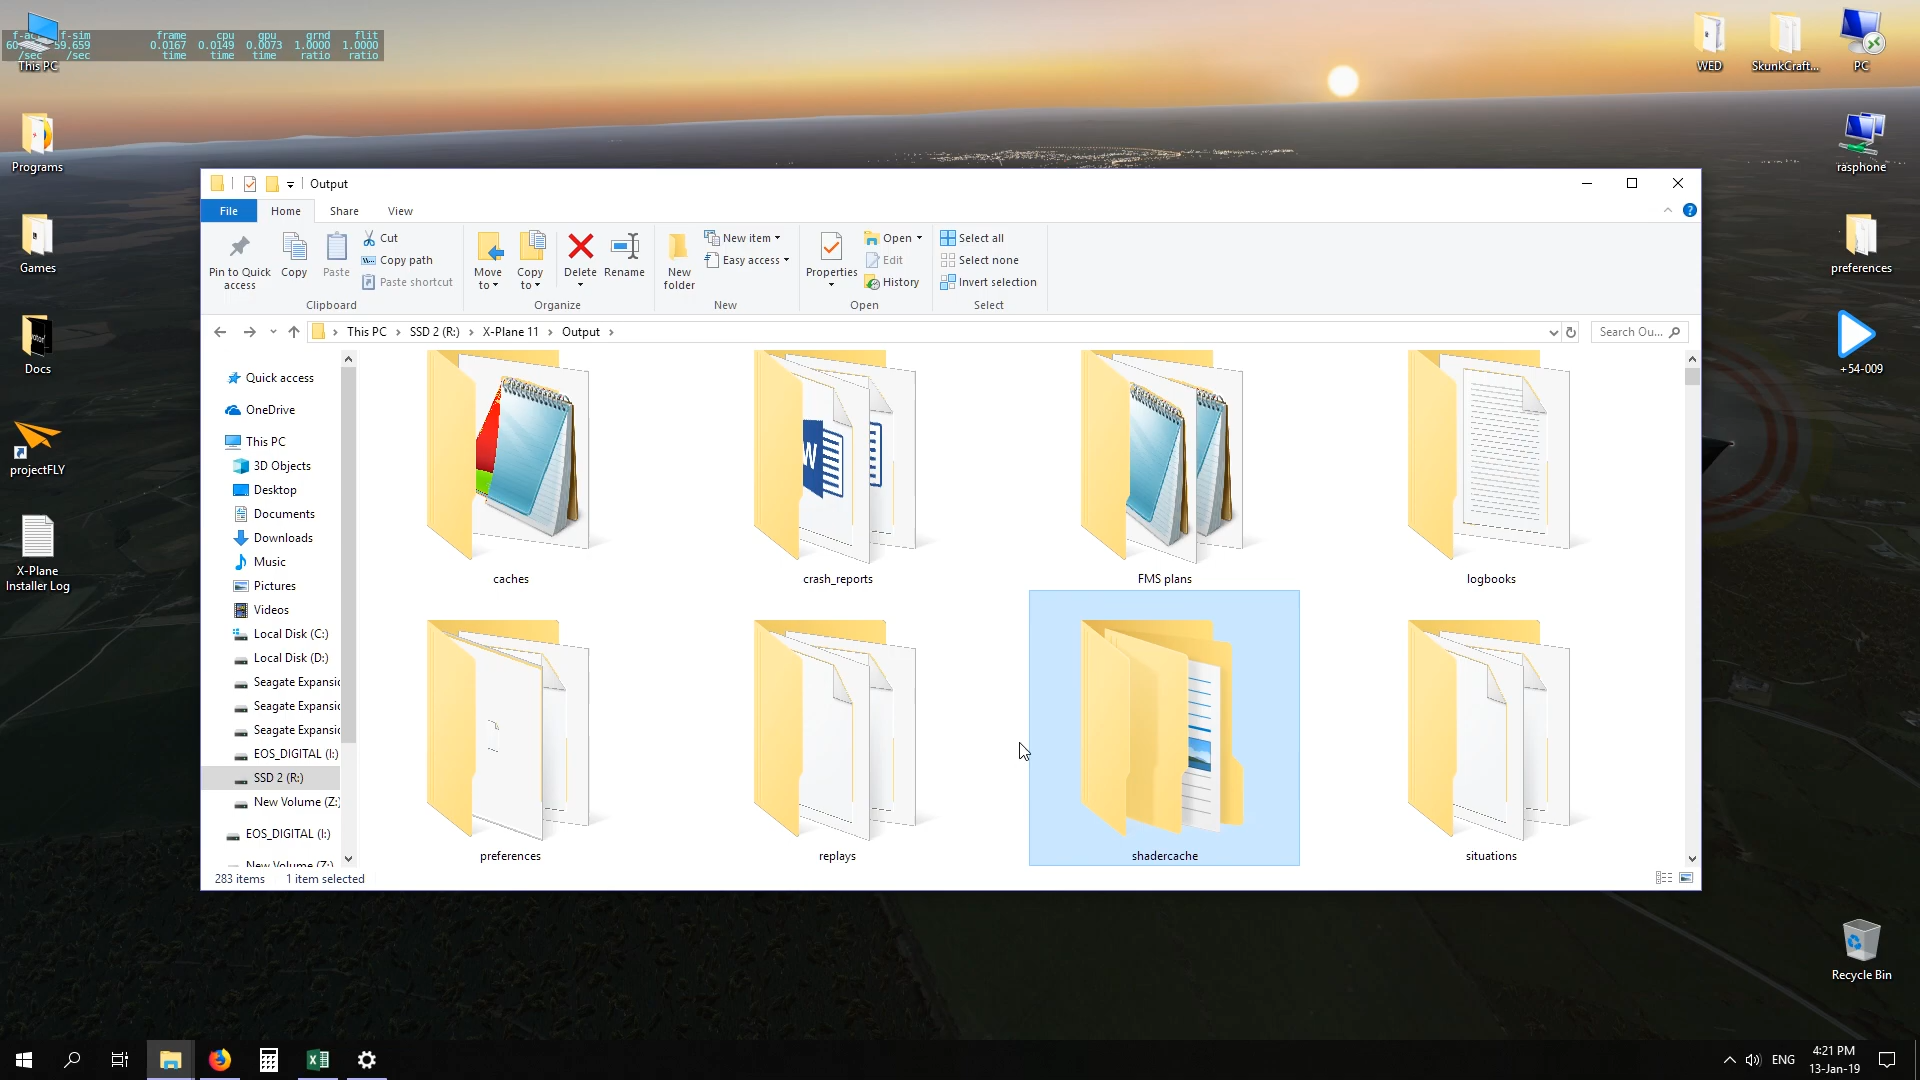 f-act f-sim frame cpu gpu grnd flit
59.659 0.0167 0.0149 0.0073 1.0000 1.0000
/sec /sec time time time ratio ratio
This PC
Programs
Games
Docs
projectFLY
X-Plane
Installer Log
WED
SkunkCraft...
PC
rasphone
preferences
+54-009
Recycle Bin
Output
File
Home
Share
View
Pin to Quick
access
Copy
Paste
Cut
Copy path
Paste shortcut
Clipboard
Move
to
Copy
to
Delete
Rename
Organize
New
folder
New item
Easy access
New
Properties
Open
Edit
History
Open
Select all
Select none
Invert selection
Select
This PC
SSD 2 (R:)
X-Plane 11
Output
Search Ou...
Quick access
OneDrive
This PC
3D Objects
Desktop
Documents
Downloads
Music
Pictures
Videos
Local Disk (C:)
Local Disk (D:)
Seagate Expansi
Seagate Expansi
Seagate Expansi
EOS_DIGITAL (I:)
SSD 2 (R:)
New Volume (Z:)
EOS_DIGITAL (I:)
New Volume (Z:)
caches
crash_reports
FMS plans
logbooks
preferences
replays
shadercache
situations
283 items
1 item selected
ENG
4:21 PM
13-Jan-19